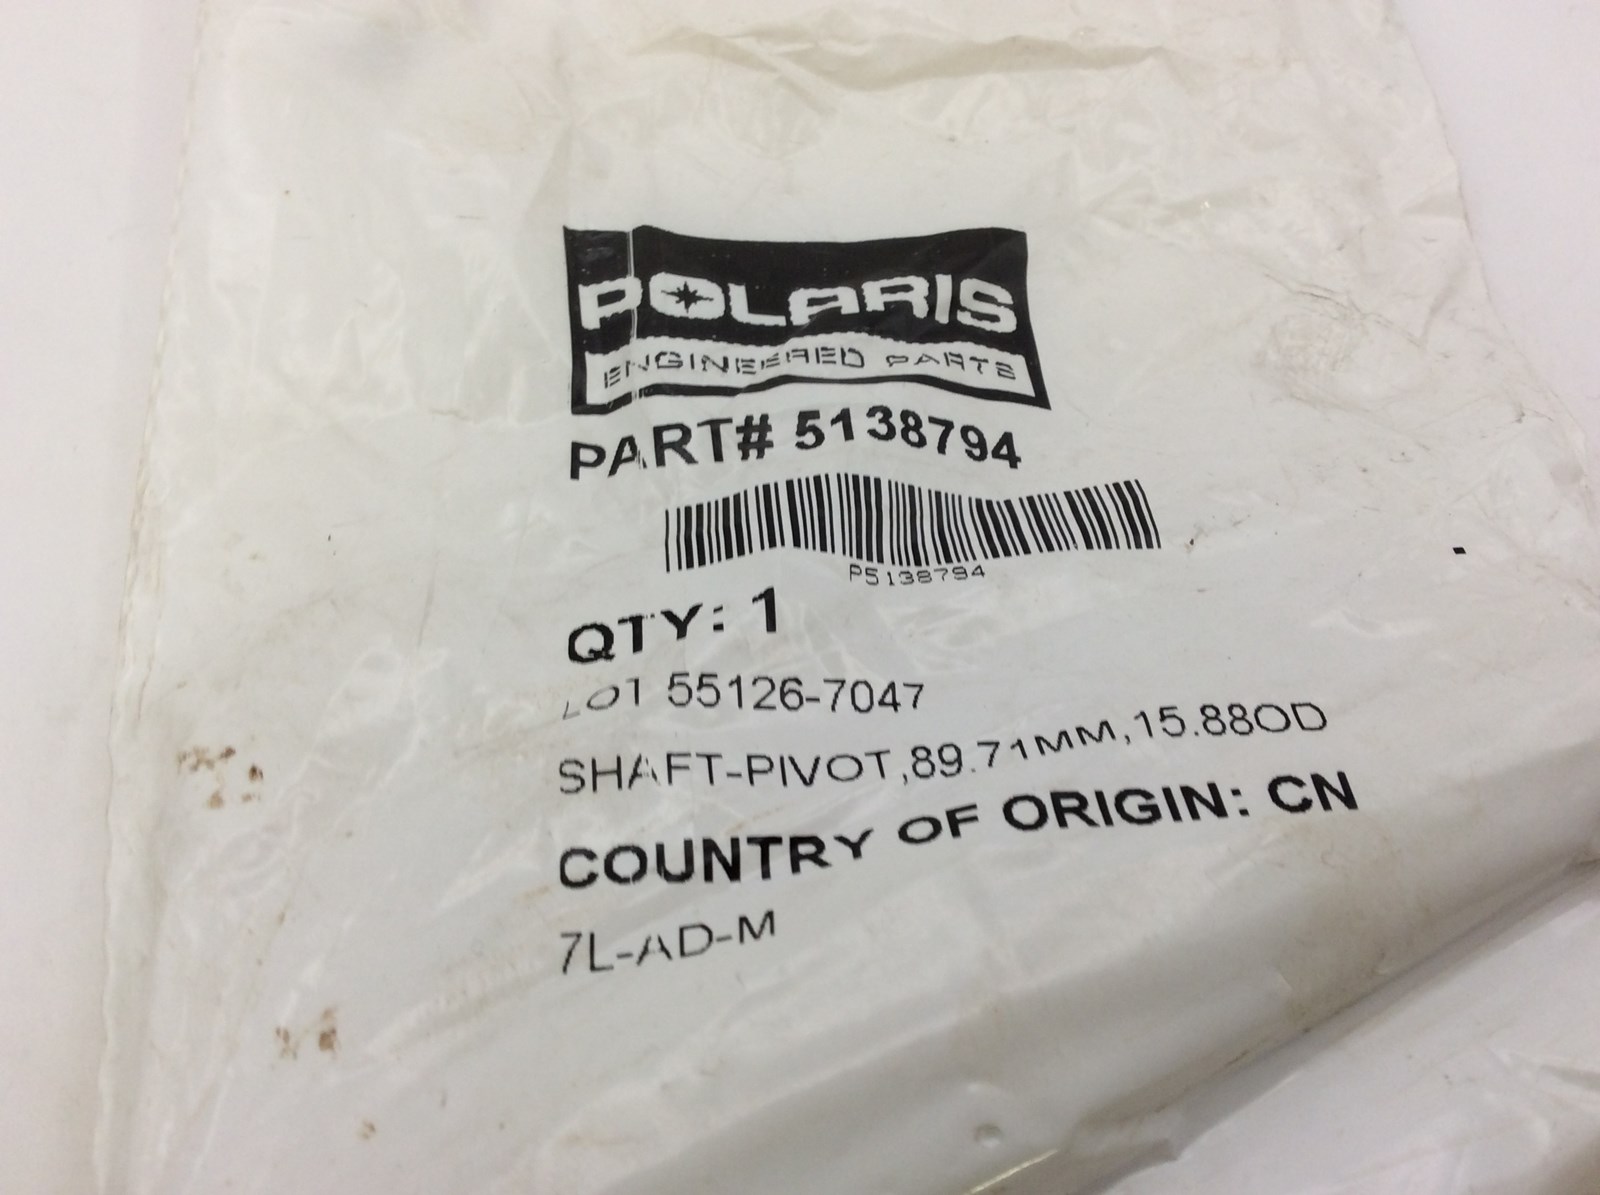 POLARIS
ENGINEERED PARTS
PART# 5138794
P5138794
QTY: 1
LOT 55126-7047
SHAFT-PIVOT,89.71MM,15.88OD
COUNTRY OF ORIGIN: CN
7L-AD-M